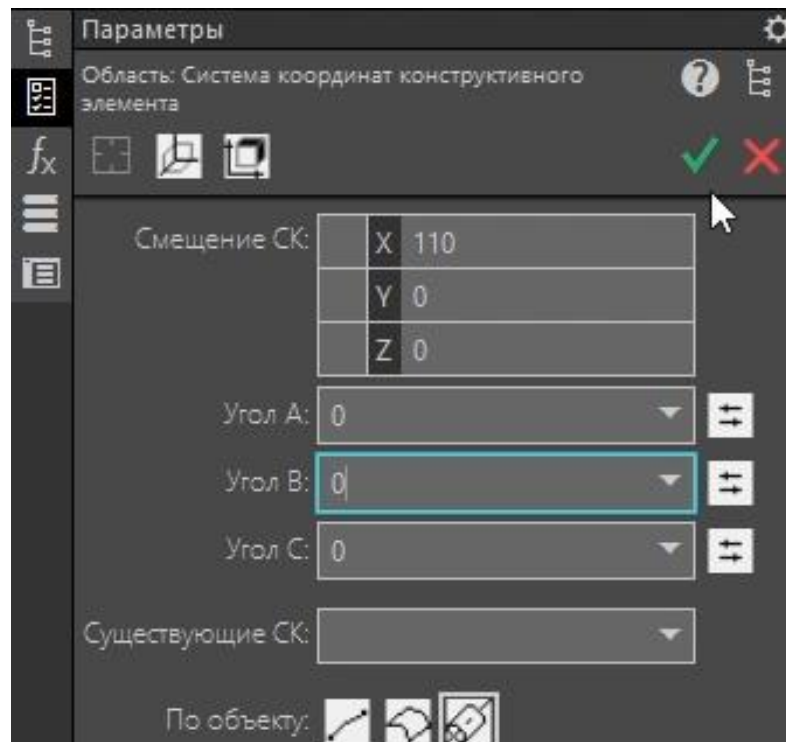 Параметры
Область: Система координат конструктивного
элемента
fx
Смещение СК: X 110
Y 0
Z 0
Угол A: 0
Угол B: 0
Угол C: 0
Существующие СК:
По объекту: